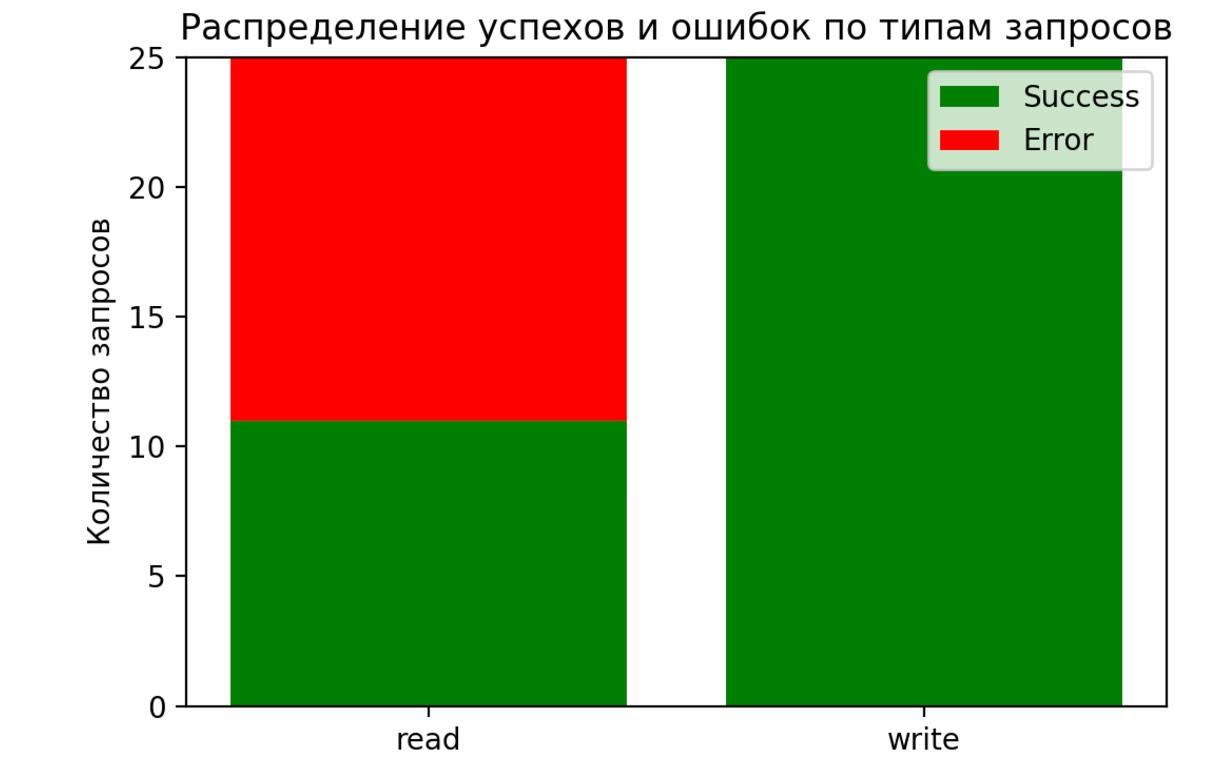 Распределение успехов и ошибок по типам запросов
Количество запросов
25
20
15
10
5
0
Success
Error
read
write